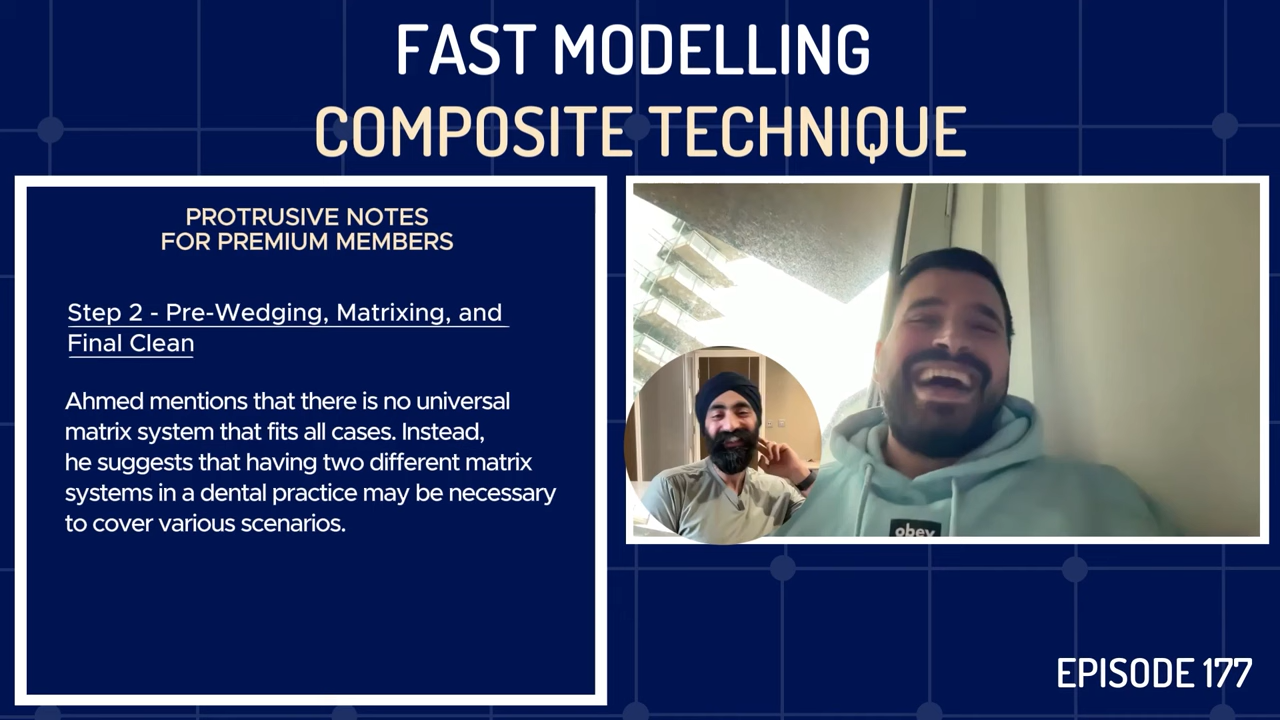 FAST MODELLING
COMPOSITE TECHNIQUE
PROTRUSIVE NOTES
FOR PREMIUM MEMBERS
Step 2 - Pre-Wedging, Matrixing, and
Final Clean
Ahmed mentions that there is no universal
matrix system that fits all cases. Instead,
he suggests that having two different matrix
systems in a dental practice may be necessary
to cover various scenarios.
obey
EPISODE 177